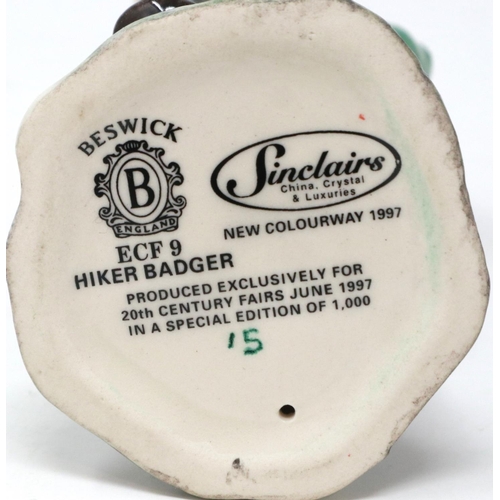 BESWICK
B
ENGLAND
ECF 9
HIKER BADGER
Sinclairs
China, Crystal
& Luxuries
NEW COLOURWAY 1997
PRODUCED EXCLUSIVELY FOR
20th CENTURY FAIRS JUNE 1997
IN A SPECIAL EDITION OF 1,000
15